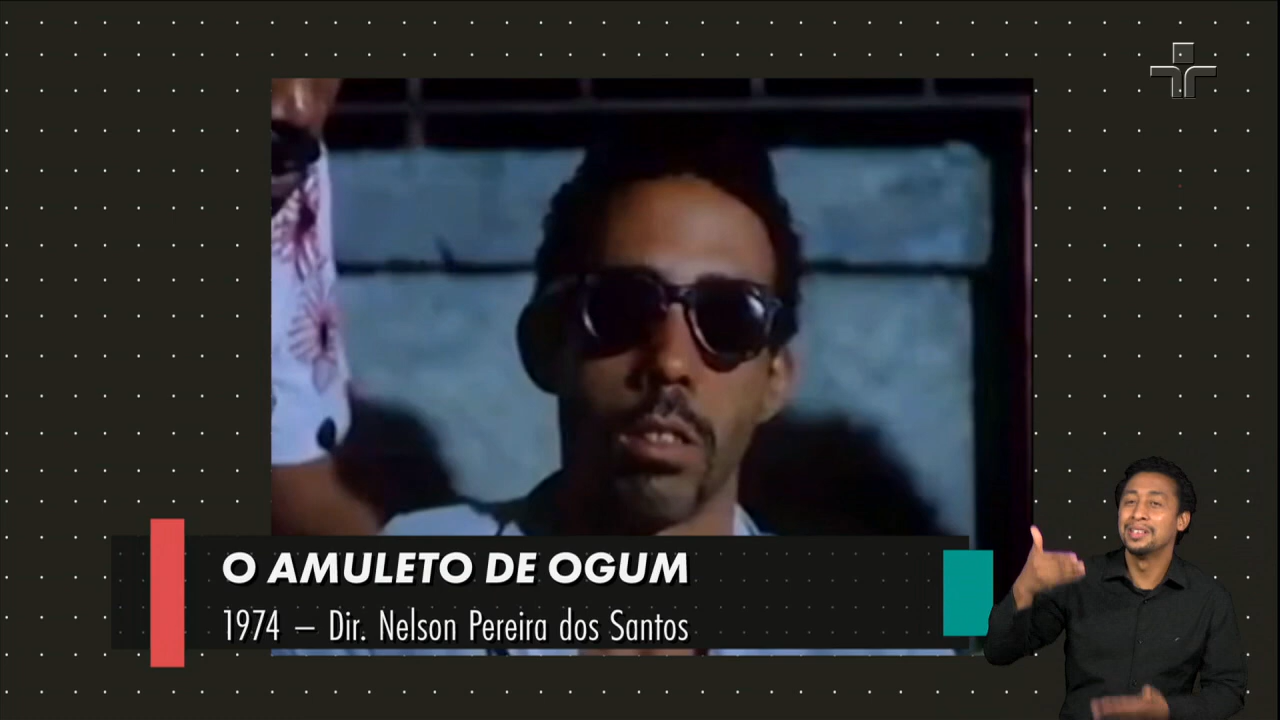 O AMULETO DE OGUM
1974 – Dir. Nelson Pereira dos Santos